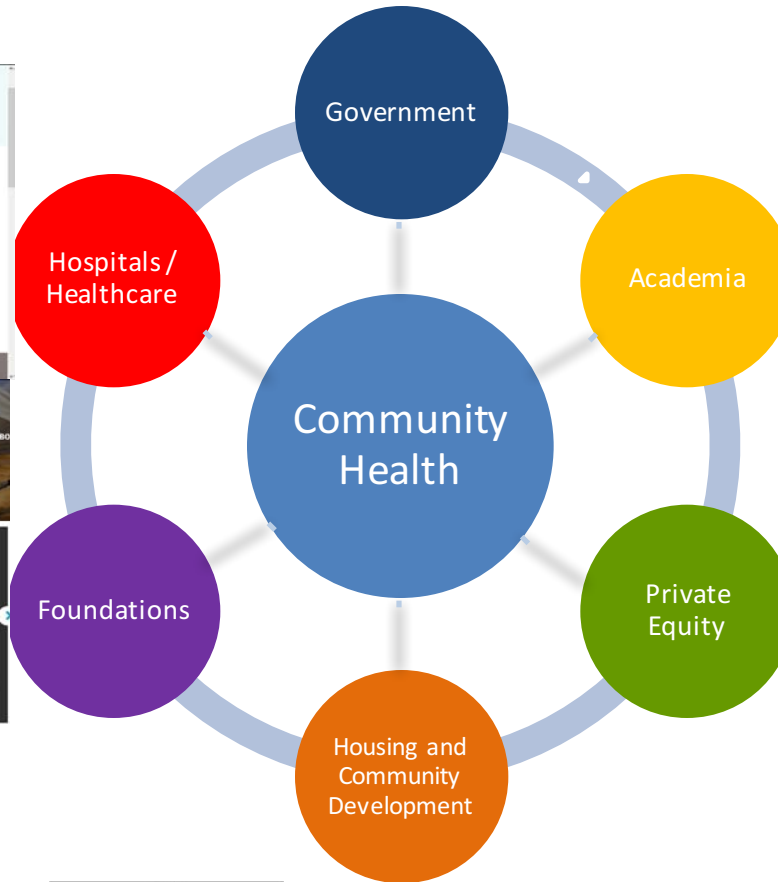 Government
Hospitals /
Healthcare
Academia
Community
Health
Foundations
Private
Equity
Housing and
Community
Development